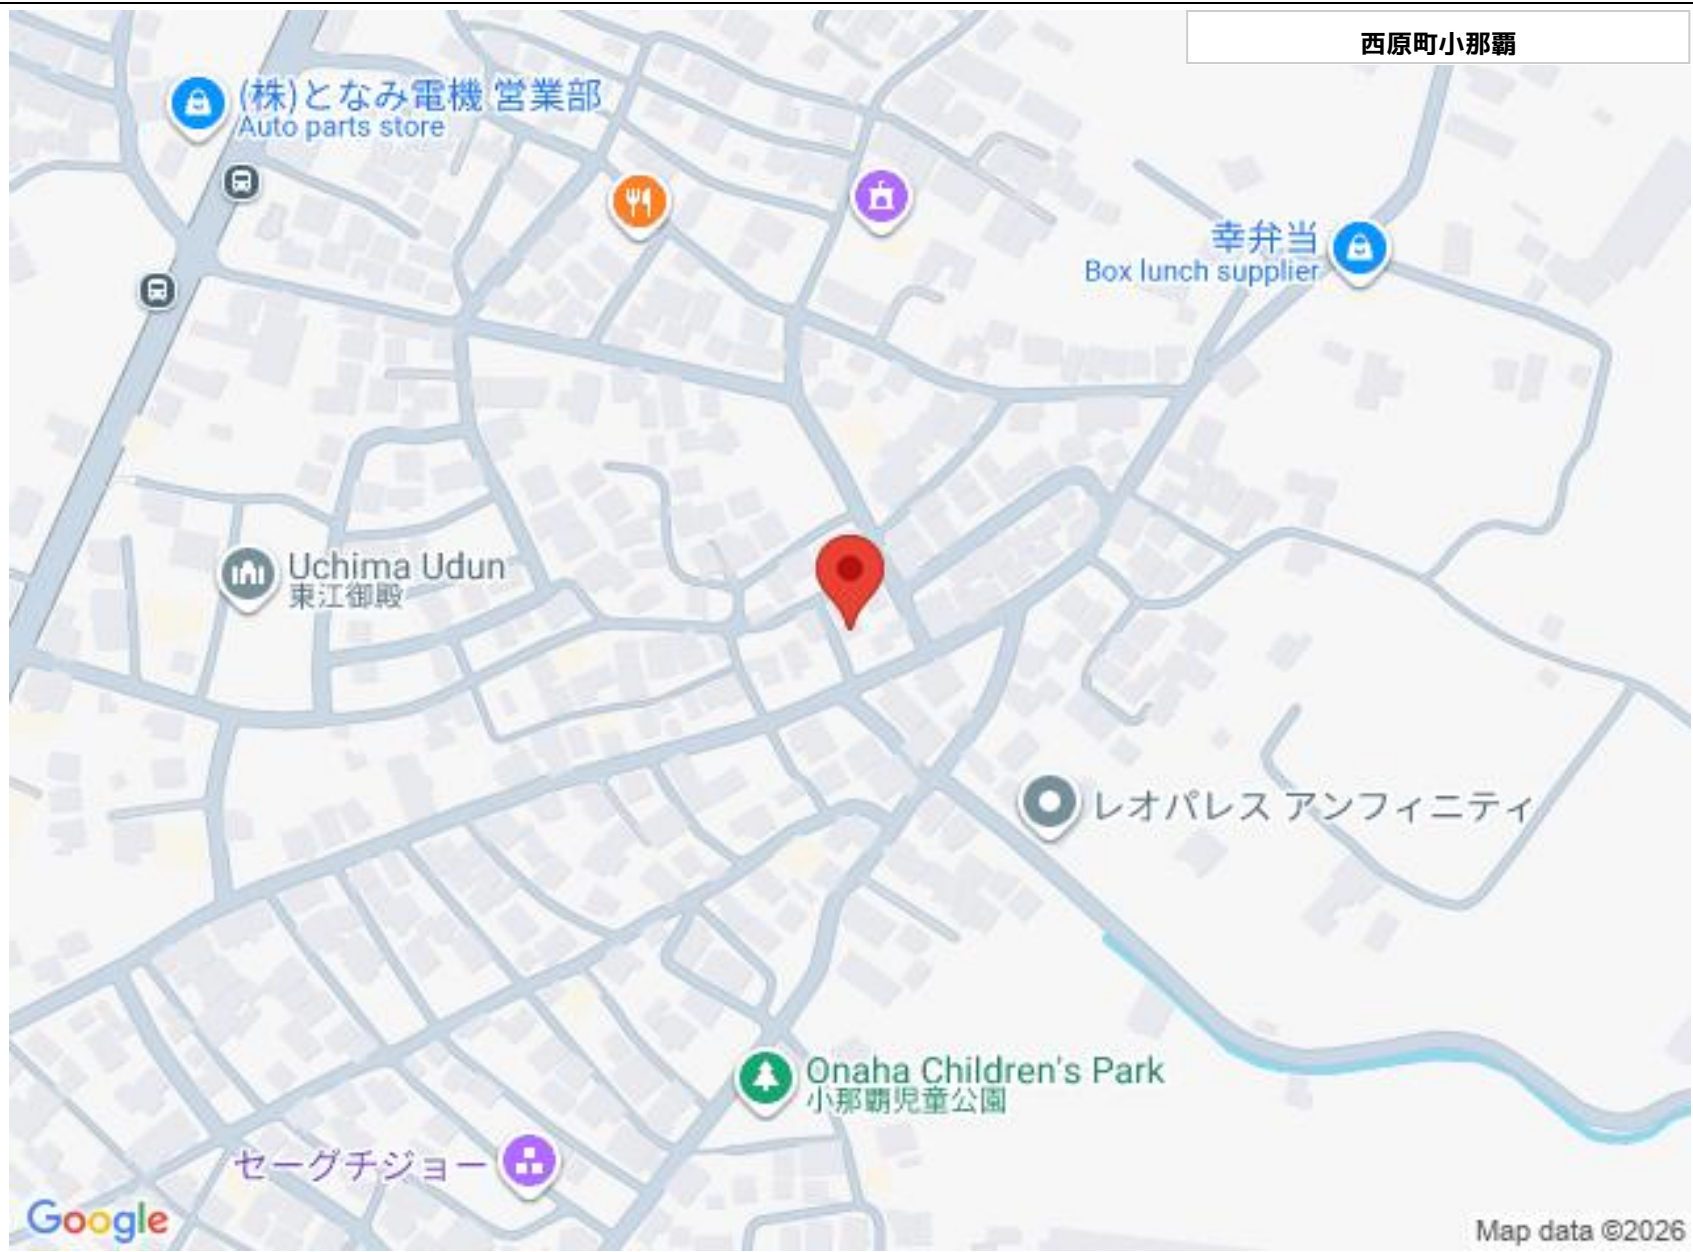 西原町小那覇
(株)となみ電機 営業部
Auto parts store
幸弁当
Box lunch supplier
Uchima Udun
東江御殿
レオパレス アンフィニティ
Onaha Children's Park
小那覇児童公園
セーグチジョー
Google
Map data ©2026